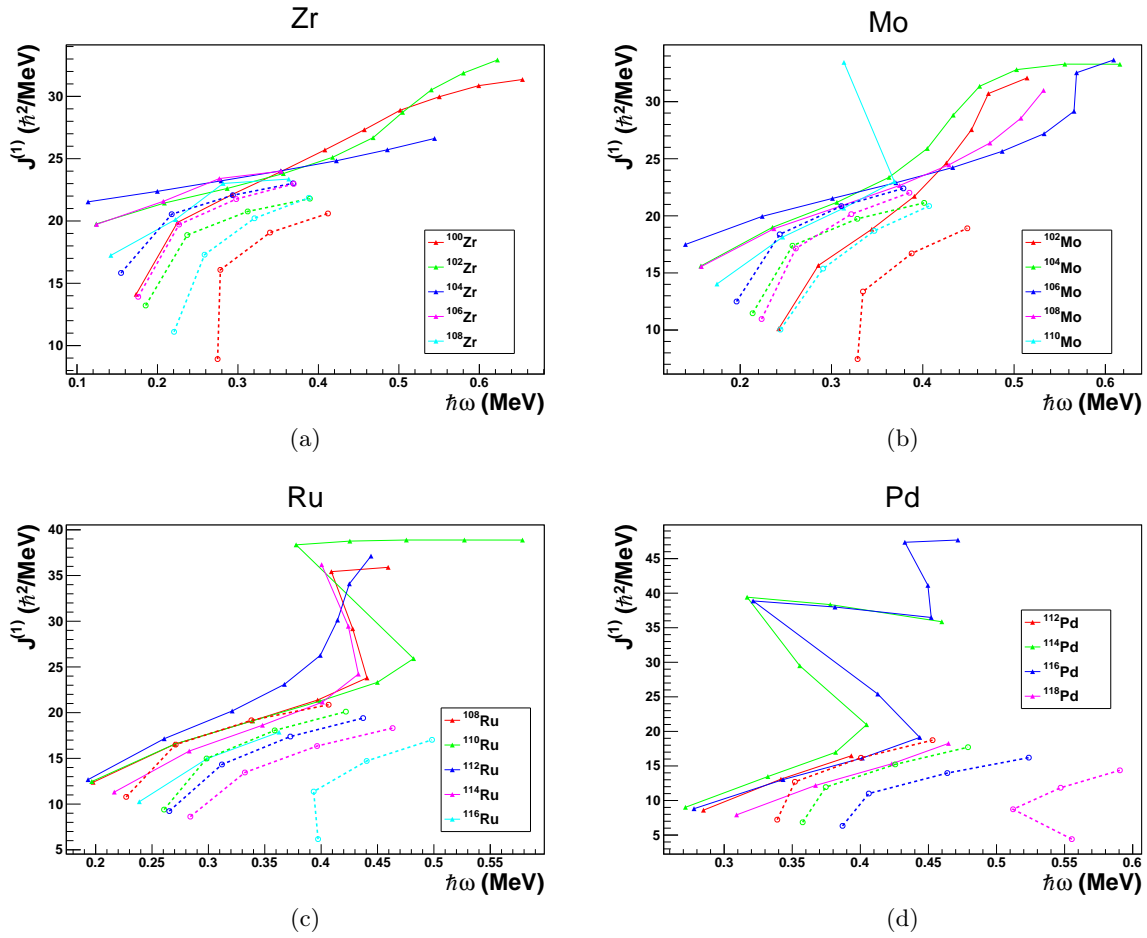 Zr
J(1) (ħ2/MeV)
30
25
20
15
10
0.1 0.2 0.3 0.4 0.5 0.6
ħω (MeV)
100Zr
102Zr
104Zr
106Zr
108Zr
(a)
Mo
J(1) (ħ2/MeV)
30
25
20
15
10
0.2 0.3 0.4 0.5 0.6
ħω (MeV)
102Mo
104Mo
106Mo
108Mo
110Mo
(b)
Ru
J(1) (ħ2/MeV)
40
35
30
25
20
15
10
5
0.2 0.25 0.3 0.35 0.4 0.45 0.5 0.55
ħω (MeV)
108Ru
110Ru
112Ru
114Ru
116Ru
(c)
Pd
J(1) (ħ2/MeV)
45
40
35
30
25
20
15
10
5
0.3 0.35 0.4 0.45 0.5 0.55 0.6
ħω (MeV)
112Pd
114Pd
116Pd
118Pd
(d)